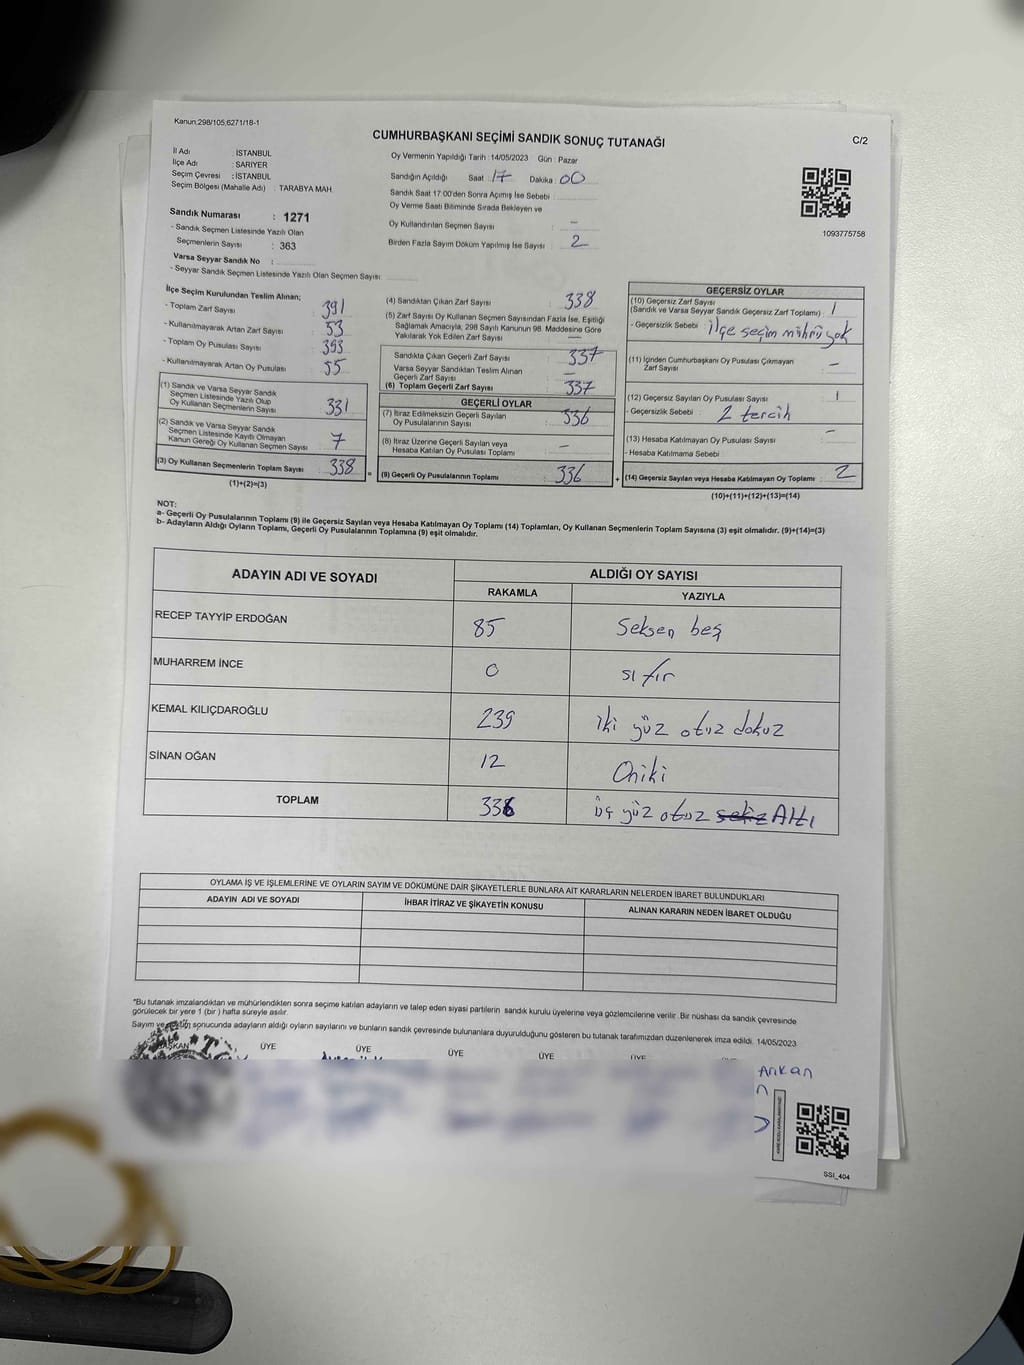 Kanun,298/105,6271/18-1
CUMHURBAŞKANI SEÇİMİ SANDIK SONUÇ TUTANAĞI
C/2
İl Adı : İSTANBUL
İlçe Adı : SARIYER
Seçim Çevresi : İSTANBUL
Seçim Bölgesi (Mahalle Adı) : TARABYA MAH.
Sandık Numarası : 1271
- Sandık Seçmen Listesinde Yazılı Olan
Seçmenlerin Sayısı : 363
Varsa Seyyar Sandık No :
- Seyyar Sandık Seçmen Listesinde Yazılı Olan Seçmen Sayısı
Oy Vermenin Yapıldığı Tarih : 14/05/2023 Gün : Pazar
Sandığın Açıldığı Saat : 17 Dakika : 00
Sandık Saat 17:00'den Sonra Açımış İse Sebebi :
Oy Verme Saati Bitiminde Sırada Bekleyen ve
Oy Kullandırılan Seçmen Sayısı : -
Birden Fazla Sayım Döküm Yapılmış İse Sayısı : 2
1093775758
İlçe Seçim Kurulundan Teslim Alınan;
- Toplam Zarf Sayısı 391
- Kullanılmayarak Artan Zarf Sayısı 53
- Toplam Oy Pusulası Sayısı 393
- Kullanılmayarak Artan Oy Pusulası 55
(1) Sandık ve Varsa Seyyar Sandık
Seçmen Listesinde Yazılı Olup
Oy Kullanan Seçmenlerin Sayısı 331
(2) Sandık ve Varsa Seyyar Sandık
Seçmen Listesinde Kayıtlı Olmayan
Kanun Gereği Oy Kullanan Seçmen Sayısı 7
(3) Oy Kullanan Seçmenlerin Toplam Sayısı 338
(1)+(2)=(3)
(4) Sandıktan Çıkan Zarf Sayısı : 338
(5) Zarf Sayısı Oy Kullanan Seçmen Sayısından Fazla İse, Eşitliği
Sağlamak Amacıyla, 298 Sayılı Kanunun 98. Maddesine Göre
Yakılarak Yok Edilen Zarf Sayısı : -
Sandıkta Çıkan Geçerli Zarf Sayısı : 337
Varsa Seyyar Sandıktan Teslim Alınan
Geçerli Zarf Sayısı : -
(6) Toplam Geçerli Zarf Sayısı : 337
GEÇERLİ OYLAR
(7) İtiraz Edilmeksizin Geçerli Sayılan
Oy Pusulalarının Sayısı : 336
(8) İtiraz Üzerine Geçerli Sayılan veya
Hesaba Katılan Oy Pusulası Toplamı : -
= (9) Geçerli Oy Pusulalarının Toplamı : 336
GEÇERSİZ OYLAR
(10) Geçersiz Zarf Sayısı
(Sandık ve Varsa Seyyar Sandık Geçersiz Zarf Toplamı) : 1
- Geçersizlik Sebebi : ilçe seçim mührü yok
(11) İçinden Cumhurbaşkanı Oy Pusulası Çıkmayan
Zarf Sayısı : -
(12) Geçersiz Sayılan Oy Pusulası Sayısı : 1
- Geçersizlik Sebebi : 2 tercih
(13) Hesaba Katılmayan Oy Pusulası Sayısı : -
- Hesaba Katılmama Sebebi
+ (14) Geçersiz Sayılan veya Hesaba Katılmayan Oy Toplamı : 2
(10)+(11)+(12)+(13)=(14)
NOT:
a- Geçerli Oy Pusulalarının Toplamı (9) ile Geçersiz Sayılan veya Hesaba Katılmayan Oy Toplamı (14) Toplamları, Oy Kullanan Seçmenlerin Toplam Sayısına (3) eşit olmalıdır. (9)+(14)=(3)
b- Adayların Aldığı Oyların Toplamı, Geçerli Oy Pusulalarının Toplamına (9) eşit olmalıdır.
ADAYIN ADI VE SOYADI ALDIĞI OY SAYISI
RAKAMLA YAZIYLA
RECEP TAYYİP ERDOĞAN 85 Seksen beş
MUHARREM İNCE 0 sıfır
KEMAL KILIÇDAROĞLU 239 iki yüz otuz dokuz
SİNAN OĞAN 12 Oniki
TOPLAM 336 üç yüz otuz sekiz Altı
OYLAMA İŞ VE İŞLEMLERİNE VE OYLARIN SAYIM VE DÖKÜMÜNE DAİR ŞİKAYETLERLE BUNLARA AİT KARARLARIN NELERDEN İBARET BULUNDUKLARI
ADAYIN ADI VE SOYADI İHBAR İTİRAZ VE ŞİKAYETİN KONUSU ALINAN KARARIN NEDEN İBARET OLDUĞU
*Bu tutanak imzalandıktan ve mühürlendikten sonra seçime katılan adayların ve talep eden siyasi partilerin sandık kurulu üyelerine veya gözlemcilerine verilir. Bir nüshası da sandık çevresinde
görülecek bir yere 1 (bir ) hafta süreyle asılır.
Sayım ve döküm sonucunda adayların aldığı oyların sayılarını ve bunların sandık çevresinde bulunanlara duyurulduğunu gösteren bu tutanak tarafımızdan düzenlenerek imza edildi. 14/05/2023
BAŞKAN ÜYE ÜYE ÜYE ÜYE ÜYE
Arıkan
SSI_404